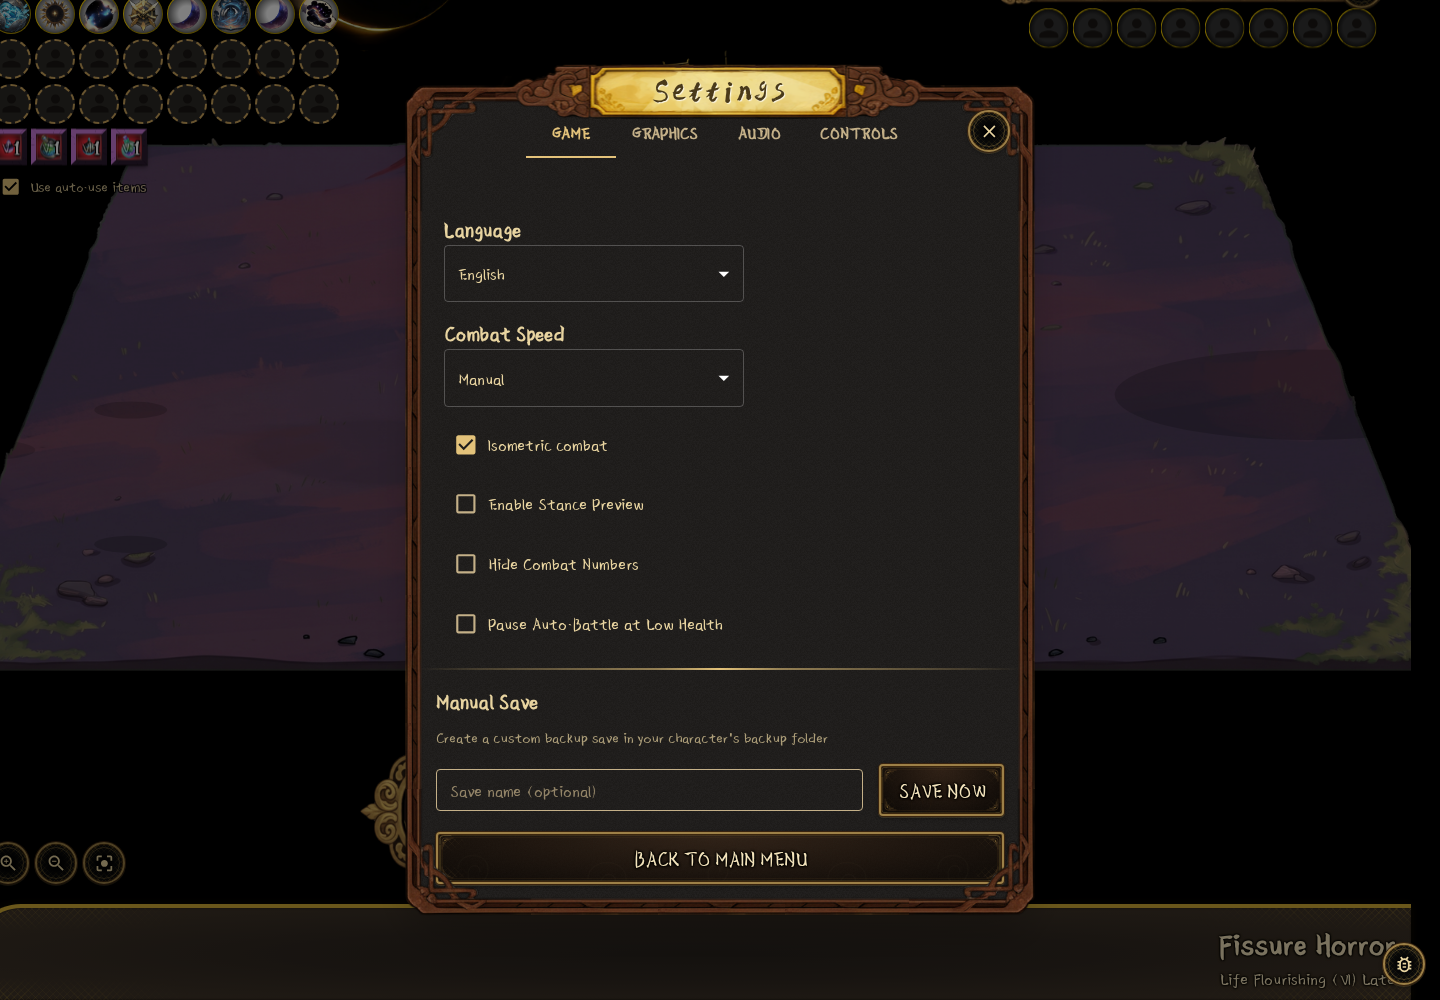 Settings
GAME GRAPHICS AUDIO CONTROLS
Use auto-use items
Language
English
Combat Speed
Manual
Isometric combat
Enable Stance Preview
Hide Combat Numbers
Pause Auto-Battle at Low Health
Manual Save
Create a custom backup save in your character's backup folder
Save name (optional)
SAVE NOW
BACK TO MAIN MENU
Fissure Horror
Life Flourishing (VI)